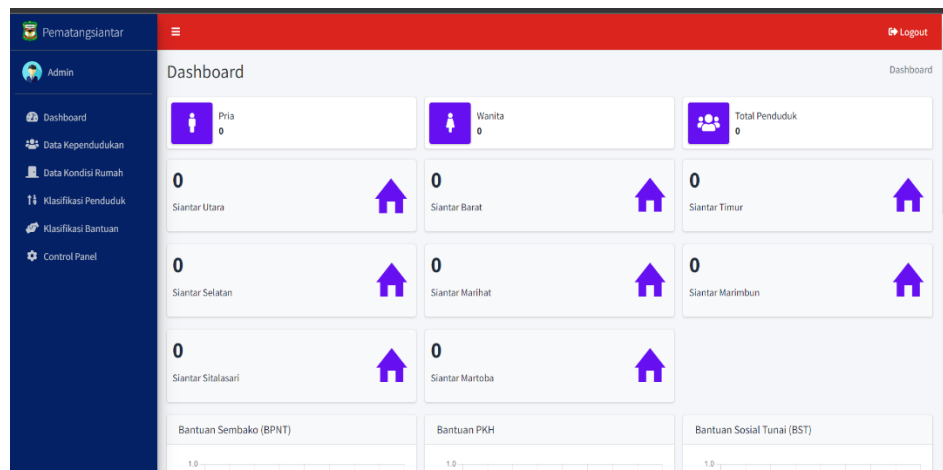 Pematangsiantar
Logout
Admin
Dashboard
Dashboard
Dashboard
Data Kependudukan
Data Kondisi Rumah
Klasifikasi Penduduk
Klasifikasi Bantuan
Control Panel
Pria
0
Wanita
0
Total Penduduk
0
0
Siantar Utara
0
Siantar Barat
0
Siantar Timur
0
Siantar Selatan
0
Siantar Marihat
0
Siantar Marimbun
0
Siantar Sitalasari
0
Siantar Martoba
Bantuan Sembako (BPNT)
1.0
Bantuan PKH
1.0
Bantuan Sosial Tunai (BST)
1.0